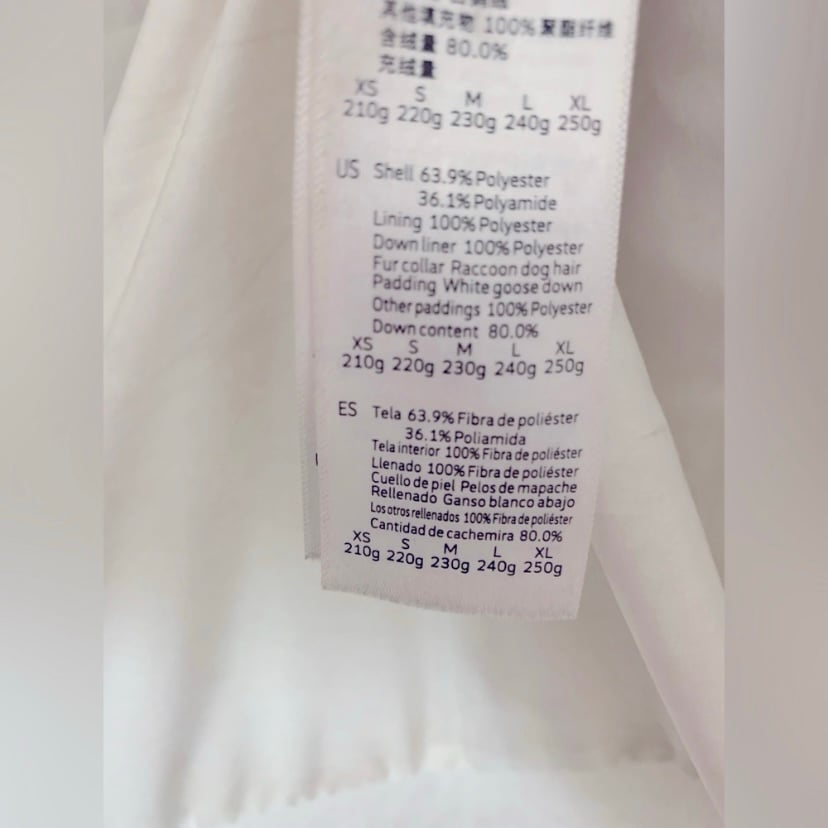 其他填充物 100% 聚酯纤维
含绒量 80.0%
充绒量
XS S M L XL
210g 220g 230g 240g 250g
US Shell 63.9% Polyester
36.1% Polyamide
Lining 100% Polyester
Down liner 100% Polyester
Fur collar Raccoon dog hair
Padding White goose down
Other paddings 100% Polyester
Down content 80.0%
XS S M L XL
210g 220g 230g 240g 250g
ES Tela 63.9% Fibra de poliéster
36.1% Poliamida
Tela interior 100% Fibra de poliéster
Llenado 100% Fibra de poliéster
Cuello de piel Pelos de mapache
Rellenado Ganso blanco abajo
Los otros rellenados 100% Fibra de poliéster
Cantidad de cachemira 80.0%
XS S M L XL
210g 220g 230g 240g 250g